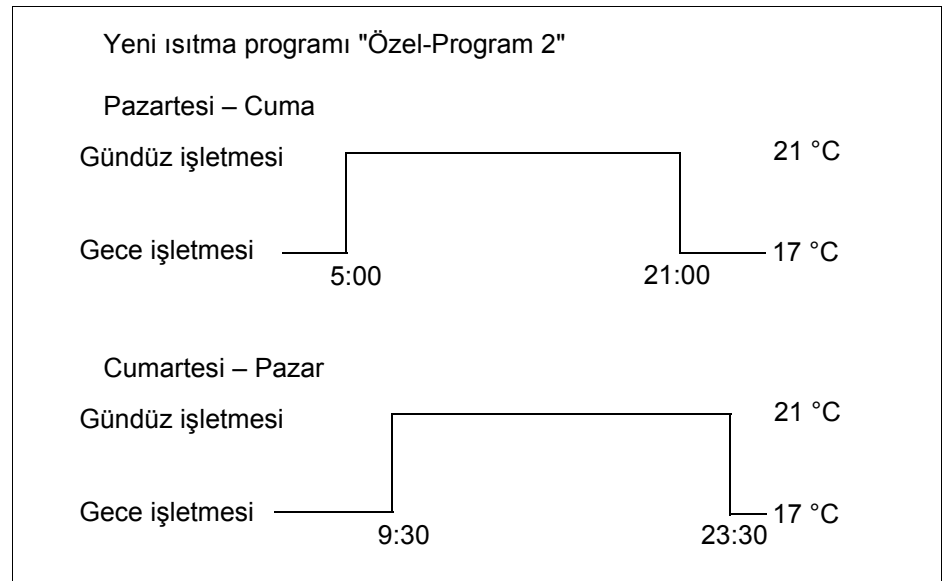 Yeni ısıtma programı "Özel-Program 2"
Pazartesi – Cuma
Gündüz işletmesi 21 °C
Gece işletmesi 17 °C
5:00 21:00
Cumartesi – Pazar
Gündüz işletmesi 21 °C
Gece işletmesi 17 °C
9:30 23:30